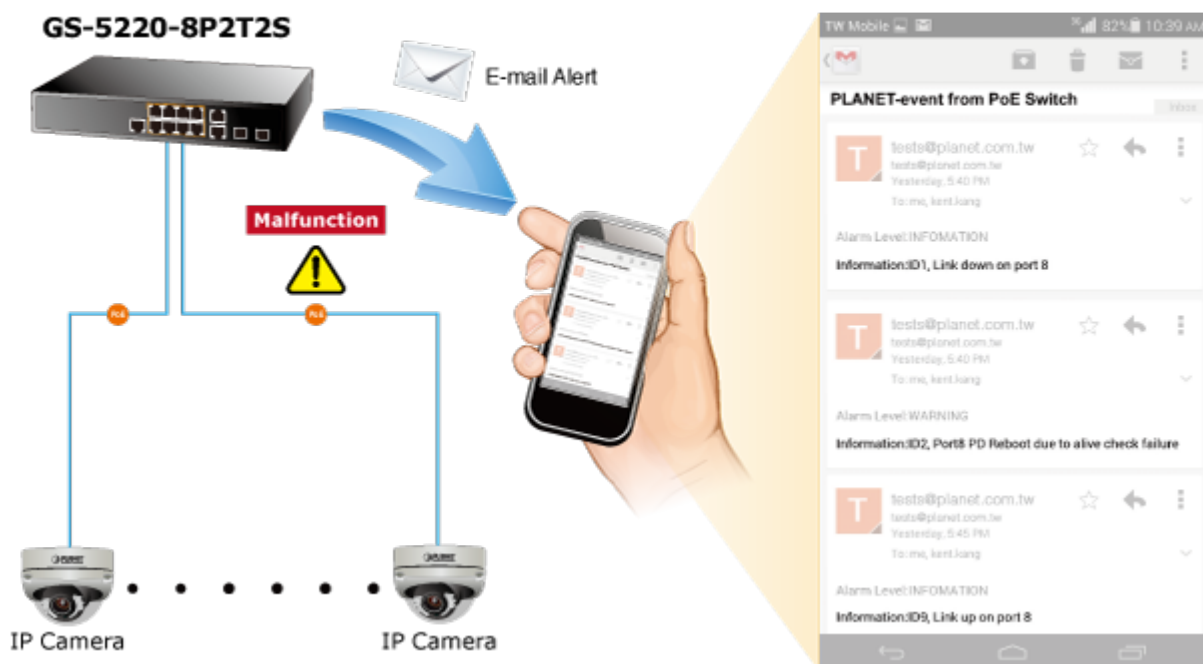 GS-5220-8P2T2S
E-mail Alert
Malfunction
PoE
PoE
PLANET
PLANET
IP Camera
IP Camera
TW Mobile
3G 82% 10:39 AM
PLANET-event from PoE Switch
Inbox
T
tests@planet.com.tw
tests@planet.com.tw
Yesterday, 5:40 PM
To: me, kent.kang
Alarm Level:INFOMATION
Information:ID1, Link down on port 8
T
tests@planet.com.tw
tests@planet.com.tw
Yesterday, 5:40 PM
To: me, kent.kang
Alarm Level:WARNING
Information:ID2, Port8 PD Reboot due to alive check failure
T
tests@planet.com.tw
tests@planet.com.tw
Yesterday, 5:45 PM
To: me, kent.kang
Alarm Level:INFOMATION
Information:ID9, Link up on port 8